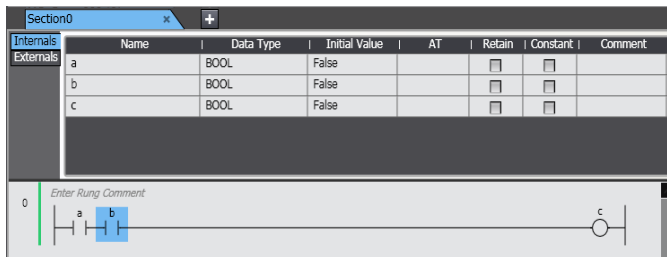 Section0 x +
Internals
Externals
Name | Data Type | Initial Value | AT | Retain | Constant | Comment
a BOOL False
b BOOL False
c BOOL False
Enter Rung Comment
0
a b c